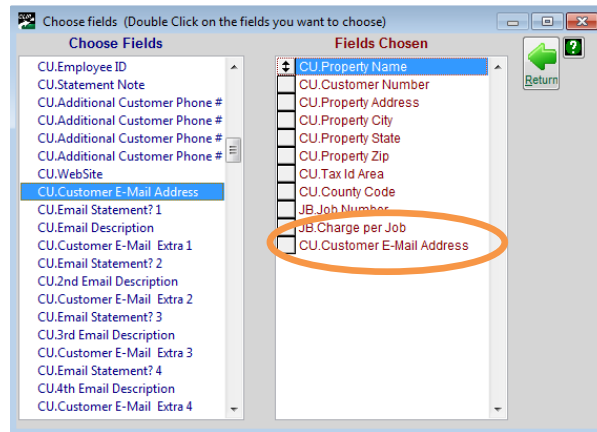 Choose fields (Double Click on the fields you want to choose)
Choose Fields
CU.Employee ID
CU.Statement Note
CU.Additional Customer Phone #
CU.Additional Customer Phone #
CU.Additional Customer Phone #
CU.Additional Customer Phone #
CU.WebSite
CU.Customer E-Mail Address
CU.Email Statement? 1
CU.Email Description
CU.Customer E-Mail Extra 1
CU.Email Statement? 2
CU.2nd Email Description
CU.Customer E-Mail Extra 2
CU.Email Statement? 3
CU.3rd Email Description
CU.Customer E-Mail Extra 3
CU.Email Statement? 4
CU.4th Email Description
CU.Customer E-Mail Extra 4
Fields Chosen
CU.Property Name
CU.Customer Number
CU.Property Address
CU.Property City
CU.Property State
CU.Property Zip
CU.Tax Id Area
CU.County Code
JB.Job Number
JB.Charge per Job
CU.Customer E-Mail Address
Return
?